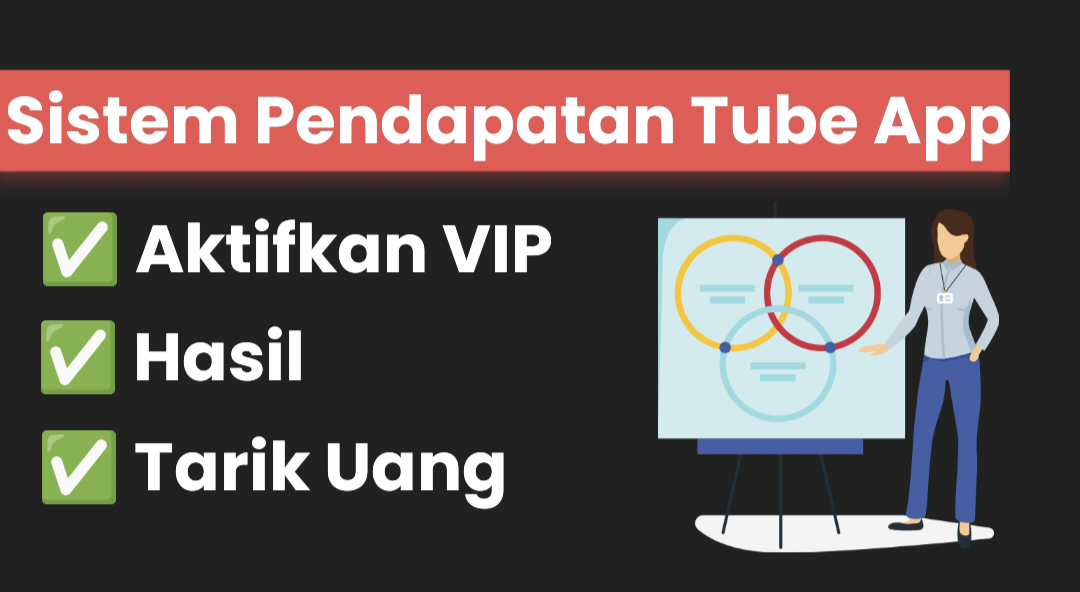 Sistem Pendapatan Tube App
✅ Aktifkan VIP
✅ Hasil
✅ Tarik Uang